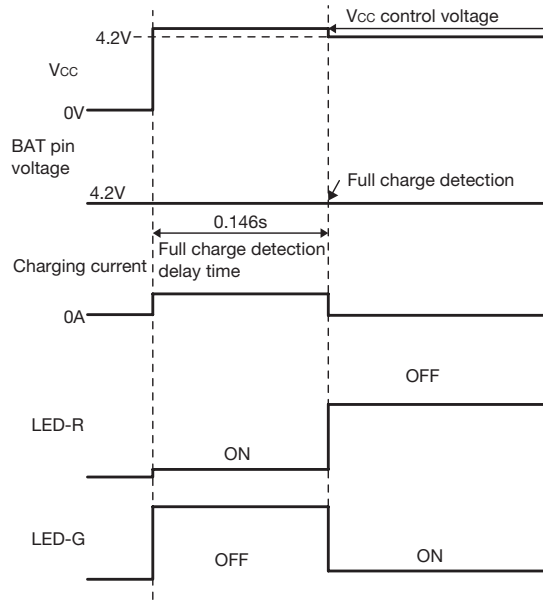 Vcc control voltage
4.2V
Vcc
0V
BAT pin
voltage
4.2V
Full charge detection
0.146s
Full charge detection
delay time
Charging current
0A
OFF
LED-R
ON
LED-G
OFF
ON